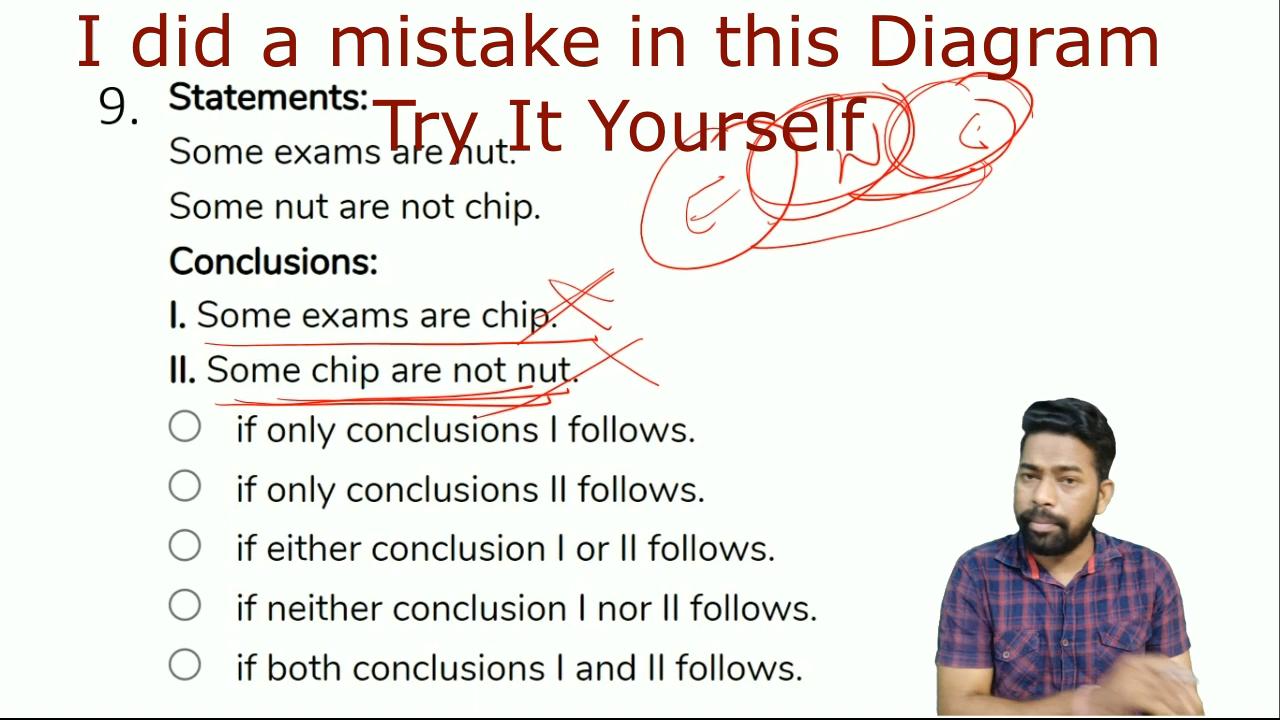 I did a mistake in this Diagram
Try It Yourself
9. Statements:
Some exams are nut.
Some nut are not chip.
Conclusions:
I. Some exams are chip.
II. Some chip are not nut.
if only conclusions I follows.
if only conclusions II follows.
if either conclusion I or II follows.
if neither conclusion I nor II follows.
if both conclusions I and II follows.
E N C